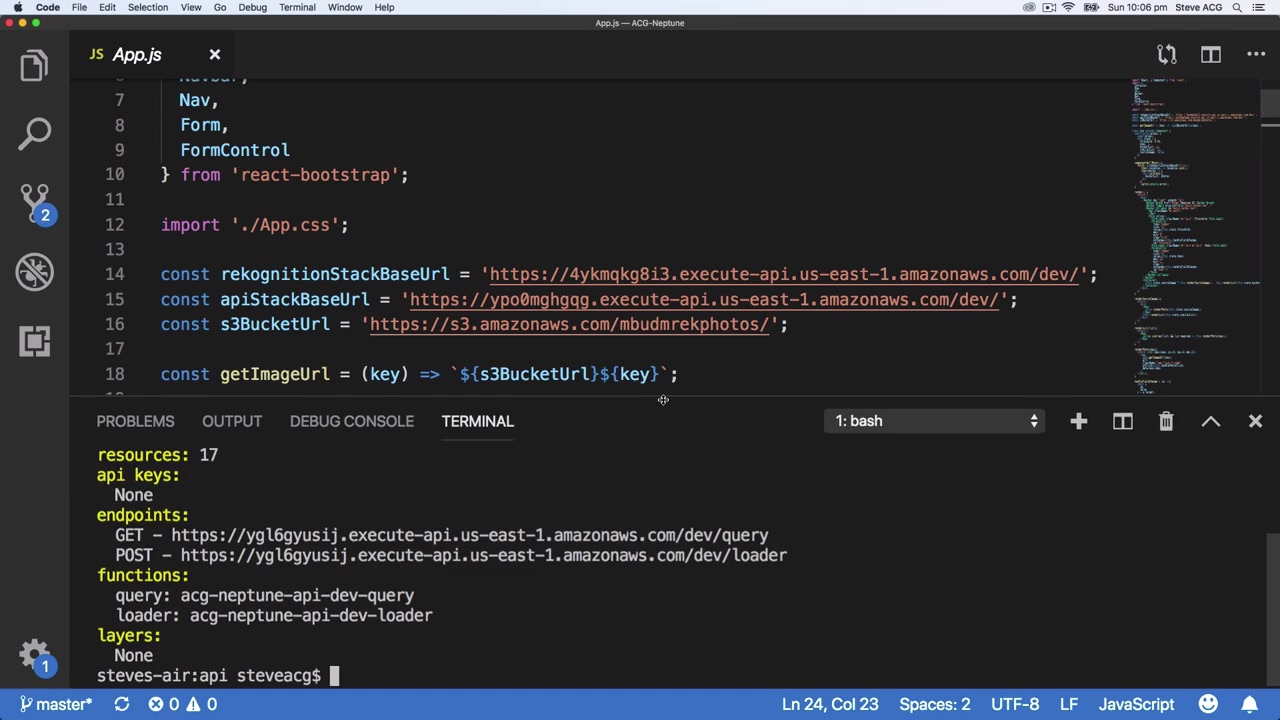 Code File Edit Selection View Go Debug Terminal Window Help Sun 10:06 pm Steve ACG
App.js — ACG-Neptune
JS App.js
Navbar,
7 Nav,
8 Form,
9 FormControl
10 } from 'react-bootstrap';
11
12 import './App.css';
13
14 const rekognitionStackBaseUrl = 'https://4ykmqkg8i3.execute-api.us-east-1.amazonaws.com/dev/';
15 const apiStackBaseUrl = 'https://ypo0mghgqg.execute-api.us-east-1.amazonaws.com/dev/';
16 const s3BucketUrl = 'https://s3.amazonaws.com/mbudmrekphotos/';
17
18 const getImageUrl = (key) => `${s3BucketUrl}${key}`;
PROBLEMS OUTPUT DEBUG CONSOLE TERMINAL 1: bash
resources: 17
api keys:
None
endpoints:
GET - https://ygl6gyusij.execute-api.us-east-1.amazonaws.com/dev/query
POST - https://ygl6gyusij.execute-api.us-east-1.amazonaws.com/dev/loader
functions:
query: acg-neptune-api-dev-query
loader: acg-neptune-api-dev-loader
layers:
None
steves-air:api steveacg$
2
1
master* 0 0 Ln 24, Col 23 Spaces: 2 UTF-8 LF JavaScript